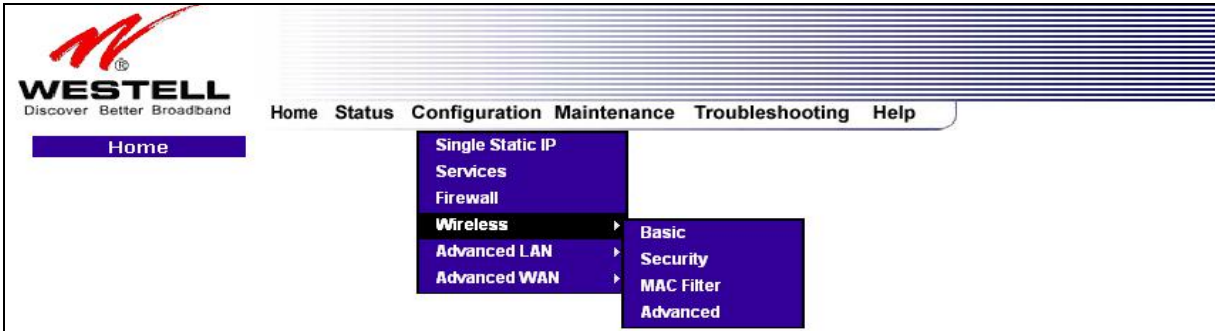 ®
WESTELL
Discover Better Broadband
Home Status Configuration Maintenance Troubleshooting Help
Home
Single Static IP
Services
Firewall
Wireless
Advanced LAN
Advanced WAN
Basic
Security
MAC Filter
Advanced